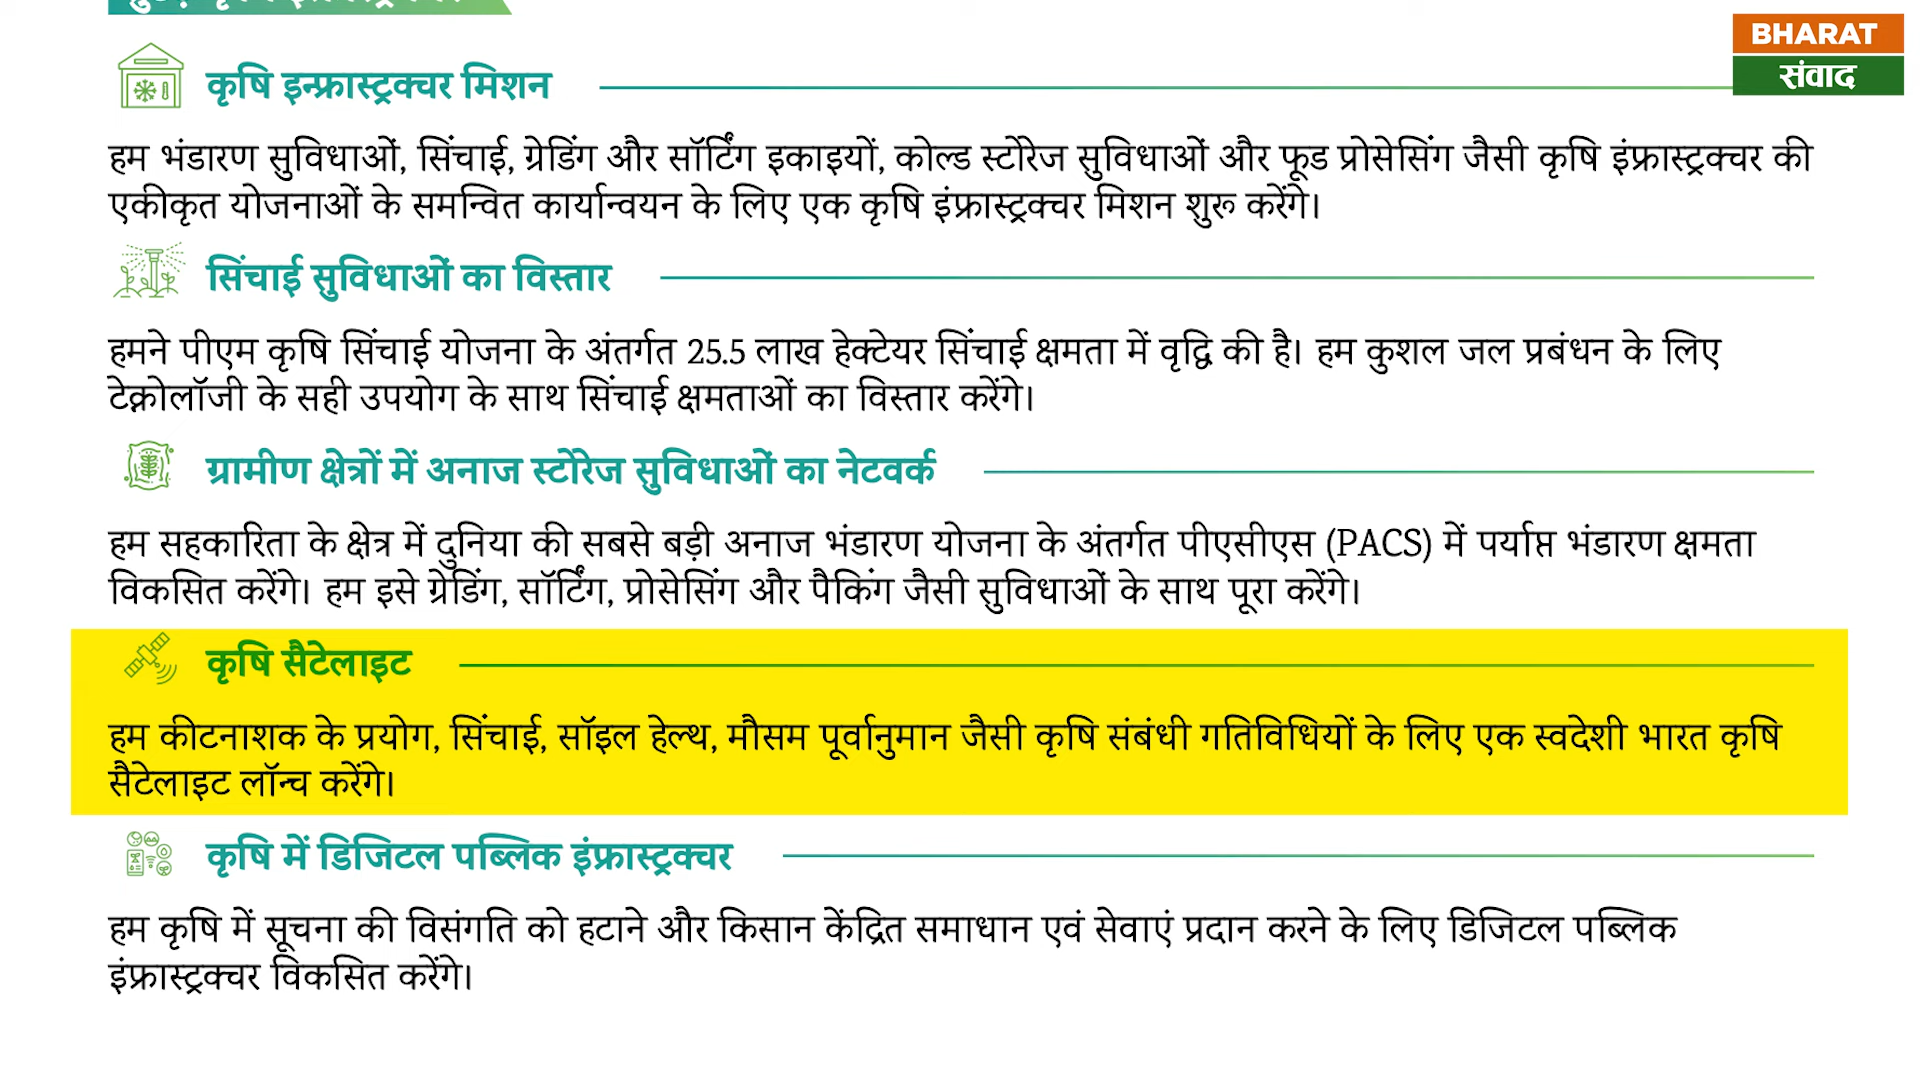 BHARAT
संवाद
कृषि इन्फ्रास्ट्रक्चर मिशन
हम भंडारण सुविधाओं, सिंचाई, ग्रेडिंग और सॉर्टिंग इकाइयों, कोल्ड स्टोरेज सुविधाओं और फूड प्रोसेसिंग जैसी कृषि इंफ्रास्ट्रक्चर की
एकीकृत योजनाओं के समन्वित कार्यान्वयन के लिए एक कृषि इंफ्रास्ट्रक्चर मिशन शुरू करेंगे।
सिंचाई सुविधाओं का विस्तार
हमने पीएम कृषि सिंचाई योजना के अंतर्गत 25.5 लाख हेक्टेयर सिंचाई क्षमता में वृद्धि की है। हम कुशल जल प्रबंधन के लिए
टेक्नोलॉजी के सही उपयोग के साथ सिंचाई क्षमताओं का विस्तार करेंगे।
ग्रामीण क्षेत्रों में अनाज स्टोरेज सुविधाओं का नेटवर्क
हम सहकारिता के क्षेत्र में दुनिया की सबसे बड़ी अनाज भंडारण योजना के अंतर्गत पीएसीएस (PACS) में पर्याप्त भंडारण क्षमता
विकसित करेंगे। हम इसे ग्रेडिंग, सॉर्टिंग, प्रोसेसिंग और पैकिंग जैसी सुविधाओं के साथ पूरा करेंगे।
कृषि सैटेलाइट
हम कीटनाशक के प्रयोग, सिंचाई, सॉइल हेल्थ, मौसम पूर्वानुमान जैसी कृषि संबंधी गतिविधियों के लिए एक स्वदेशी भारत कृषि
सैटेलाइट लॉन्च करेंगे।
कृषि में डिजिटल पब्लिक इंफ्रास्ट्रक्चर
हम कृषि में सूचना की विसंगति को हटाने और किसान केंद्रित समाधान एवं सेवाएं प्रदान करने के लिए डिजिटल पब्लिक
इंफ्रास्ट्रक्चर विकसित करेंगे।